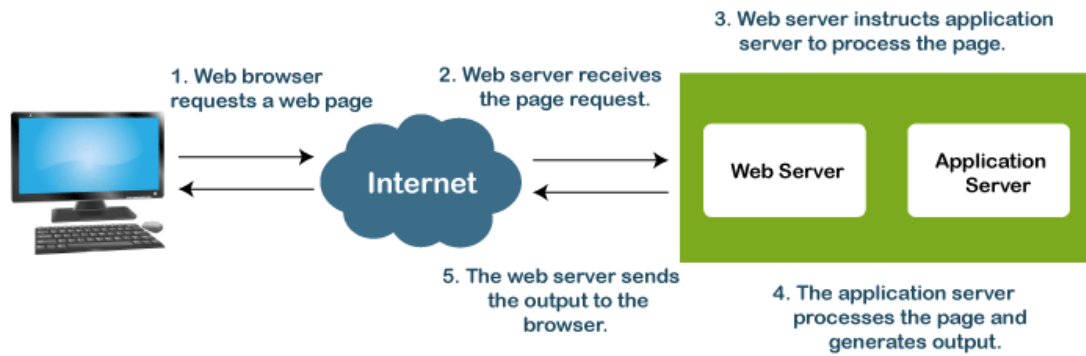 1. Web browser
requests a web page
2. Web server receives
the page request.
3. Web server instructs application
server to process the page.
Internet
Web Server
Application
Server
5. The web server sends
the output to the
browser.
4. The application server
processes the page and
generates output.